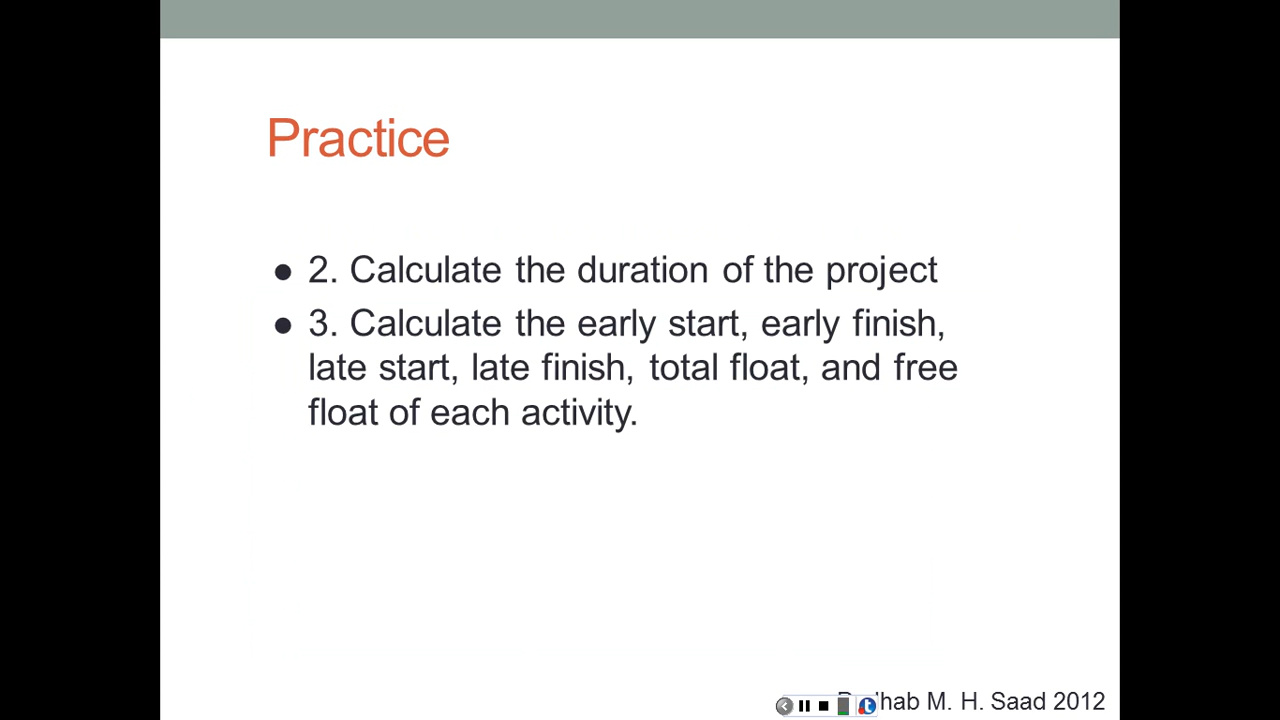 Practice
● 2. Calculate the duration of the project
● 3. Calculate the early start, early finish,
late start, late finish, total float, and free
float of each activity.
M. H. Saad 2012